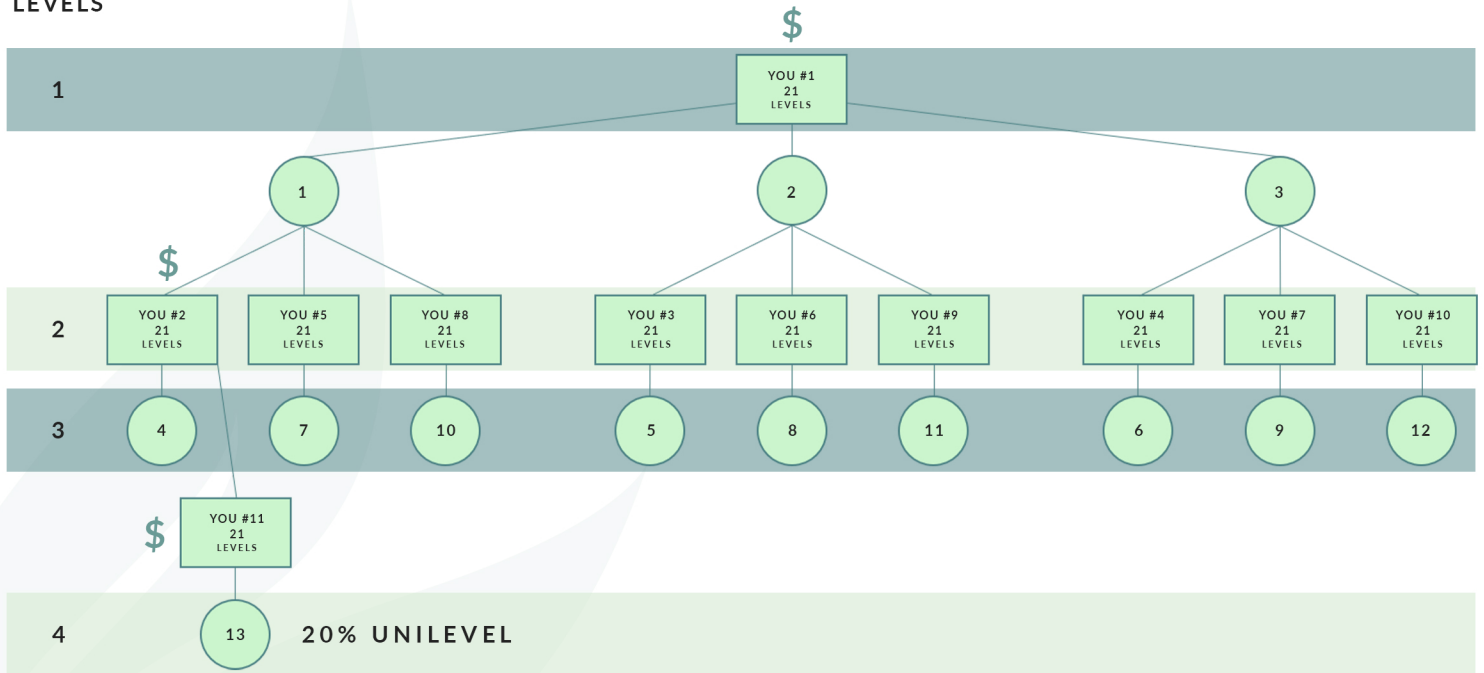 LEVELS
$
1
YOU #1
21
LEVELS
1
2
3
$
2
YOU #2
21
LEVELS
YOU #5
21
LEVELS
YOU #8
21
LEVELS
YOU #3
21
LEVELS
YOU #6
21
LEVELS
YOU #9
21
LEVELS
YOU #4
21
LEVELS
YOU #7
21
LEVELS
YOU #10
21
LEVELS
3
4
7
10
5
8
11
6
9
12
$
YOU #11
21
LEVELS
4
13
20% UNILEVEL